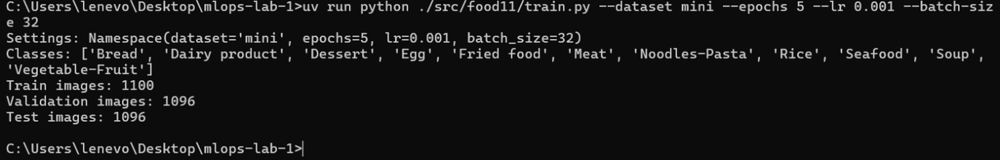 C:\Users\lenevo\Desktop\mlops-lab-1>uv run python ./src/food11/train.py --dataset mini --epochs 5 --lr 0.001 --batch-siz
e 32
Settings: Namespace(dataset='mini', epochs=5, lr=0.001, batch_size=32)
Classes: ['Bread', 'Dairy product', 'Dessert', 'Egg', 'Fried food', 'Meat', 'Noodles-Pasta', 'Rice', 'Seafood', 'Soup',
'Vegetable-Fruit']
Train images: 1100
Validation images: 1096
Test images: 1096
C:\Users\lenevo\Desktop\mlops-lab-1>